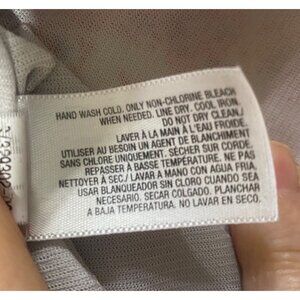 HAND WASH COLD. ONLY NON-CHLORINE BLEACH
WHEN NEEDED. LINE DRY. COOL IRON.
DO NOT DRY CLEAN./
LAVER À LA MAIN À L'EAU FROIDE.
UTILISER AU BESOIN UN AGENT DE BLANCHIMENT
SANS CHLORE UNIQUEMENT. SÉCHER SUR CORDE.
REPASSER À BASSE TEMPÉRATURE. NE PAS
NETTOYER À SEC./ LAVAR A MANO CON AGUA FRIA.
USAR BLANQUEADOR SIN CLORO CUANDO SEA
NECESARIO. SECAR COLGADO. PLANCHAR
A BAJA TEMPERATURA. NO LAVAR EN SECO.